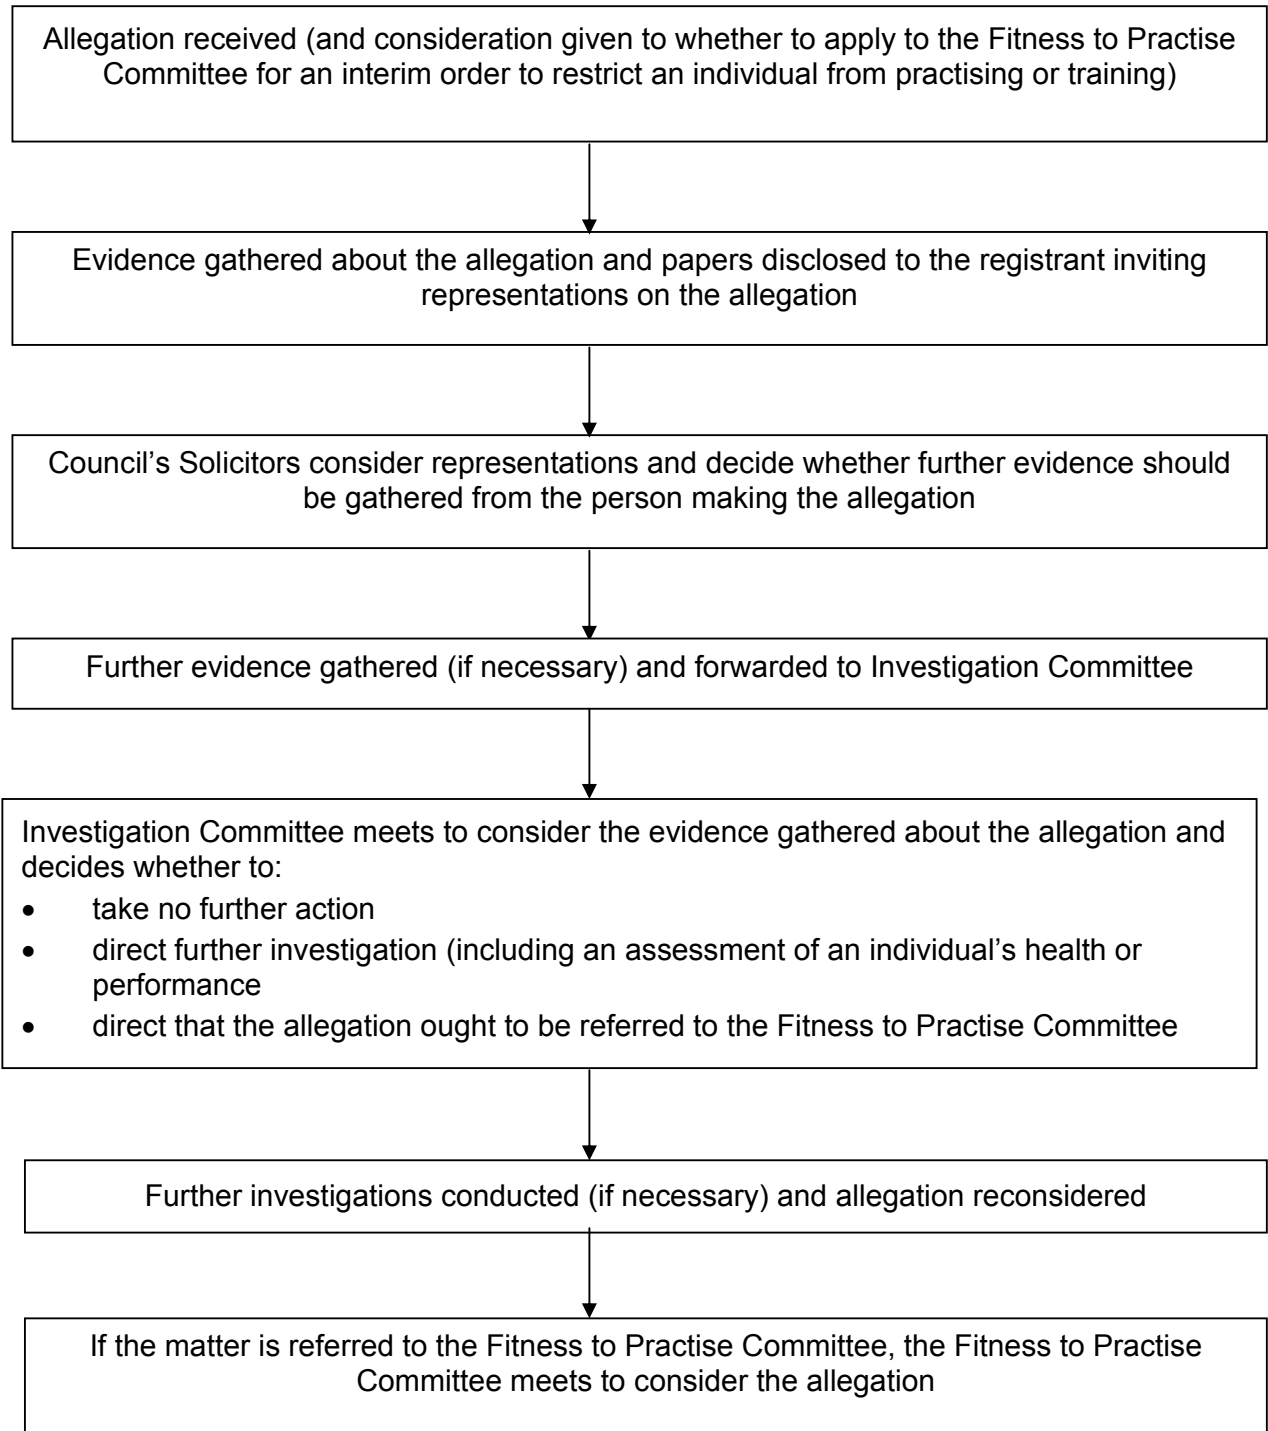 Allegation received (and consideration given to whether to apply to the Fitness to Practise
Committee for an interim order to restrict an individual from practising or training)
Evidence gathered about the allegation and papers disclosed to the registrant inviting
representations on the allegation
Council’s Solicitors consider representations and decide whether further evidence should
be gathered from the person making the allegation
Further evidence gathered (if necessary) and forwarded to Investigation Committee
Investigation Committee meets to consider the evidence gathered about the allegation and
decides whether to:
• take no further action
• direct further investigation (including an assessment of an individual’s health or
performance
• direct that the allegation ought to be referred to the Fitness to Practise Committee
Further investigations conducted (if necessary) and allegation reconsidered
If the matter is referred to the Fitness to Practise Committee, the Fitness to Practise
Committee meets to consider the allegation